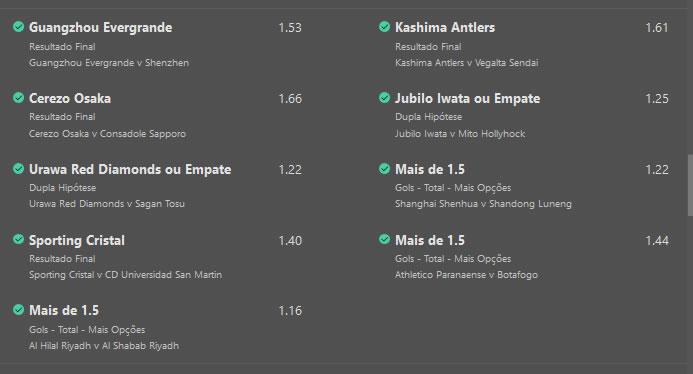 Guangzhou Evergrande 1.53
Resultado Final
Guangzhou Evergrande v Shenzhen
Kashima Antlers 1.61
Resultado Final
Kashima Antlers v Vegalta Sendai
Cerezo Osaka 1.66
Resultado Final
Cerezo Osaka v Consadole Sapporo
Jubilo Iwata ou Empate 1.25
Dupla Hipótese
Jubilo Iwata v Mito Hollyhock
Urawa Red Diamonds ou Empate 1.22
Dupla Hipótese
Urawa Red Diamonds v Sagan Tosu
Mais de 1.5 1.22
Gols - Total - Mais Opções
Shanghai Shenhua v Shandong Luneng
Sporting Cristal 1.40
Resultado Final
Sporting Cristal v CD Universidad San Martin
Mais de 1.5 1.44
Gols - Total - Mais Opções
Athletico Paranaense v Botafogo
Mais de 1.5 1.16
Gols - Total - Mais Opções
Al Hilal Riyadh v Al Shabab Riyadh